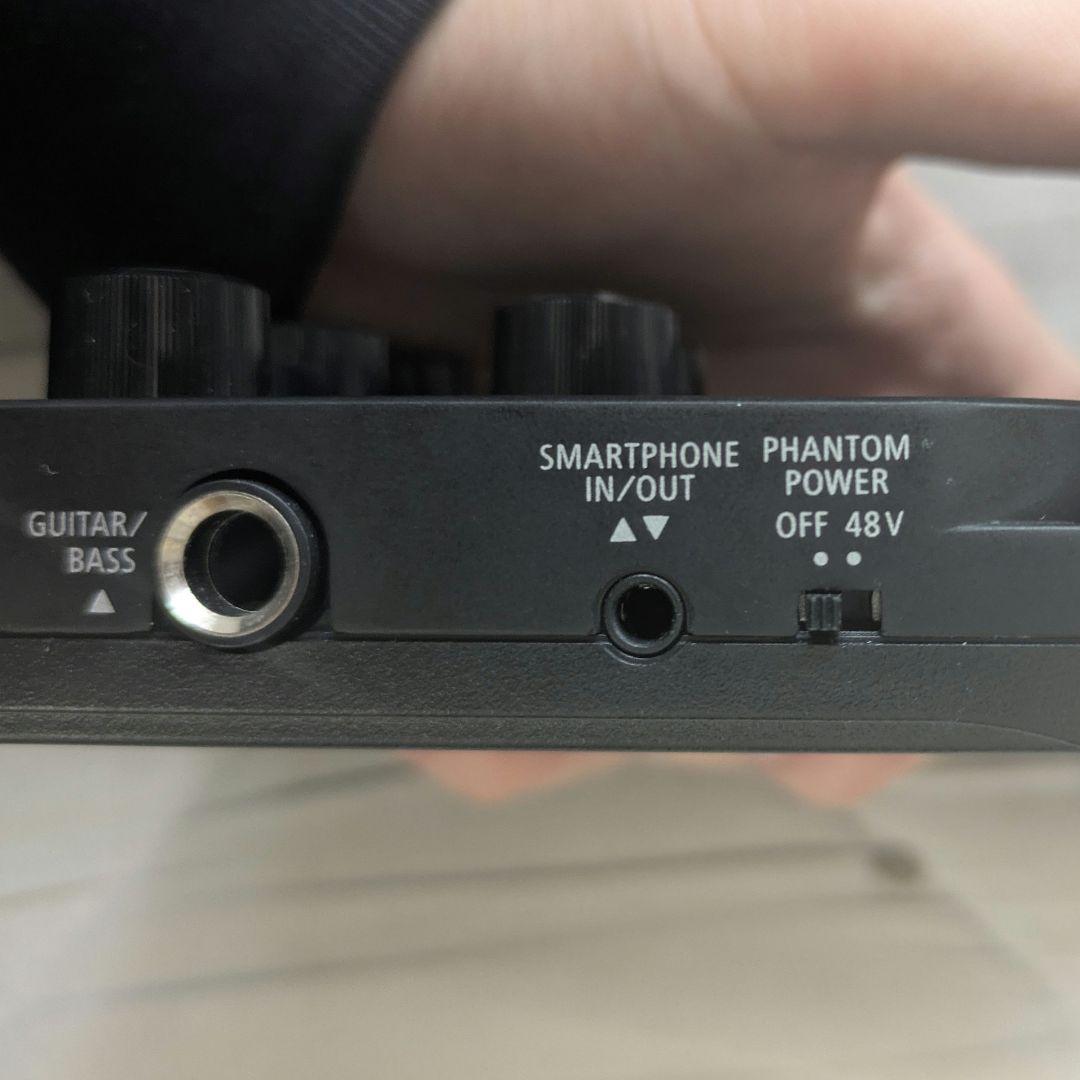 GUITAR/
BASS
SMARTPHONE
IN/OUT
PHANTOM
POWER
OFF 48V